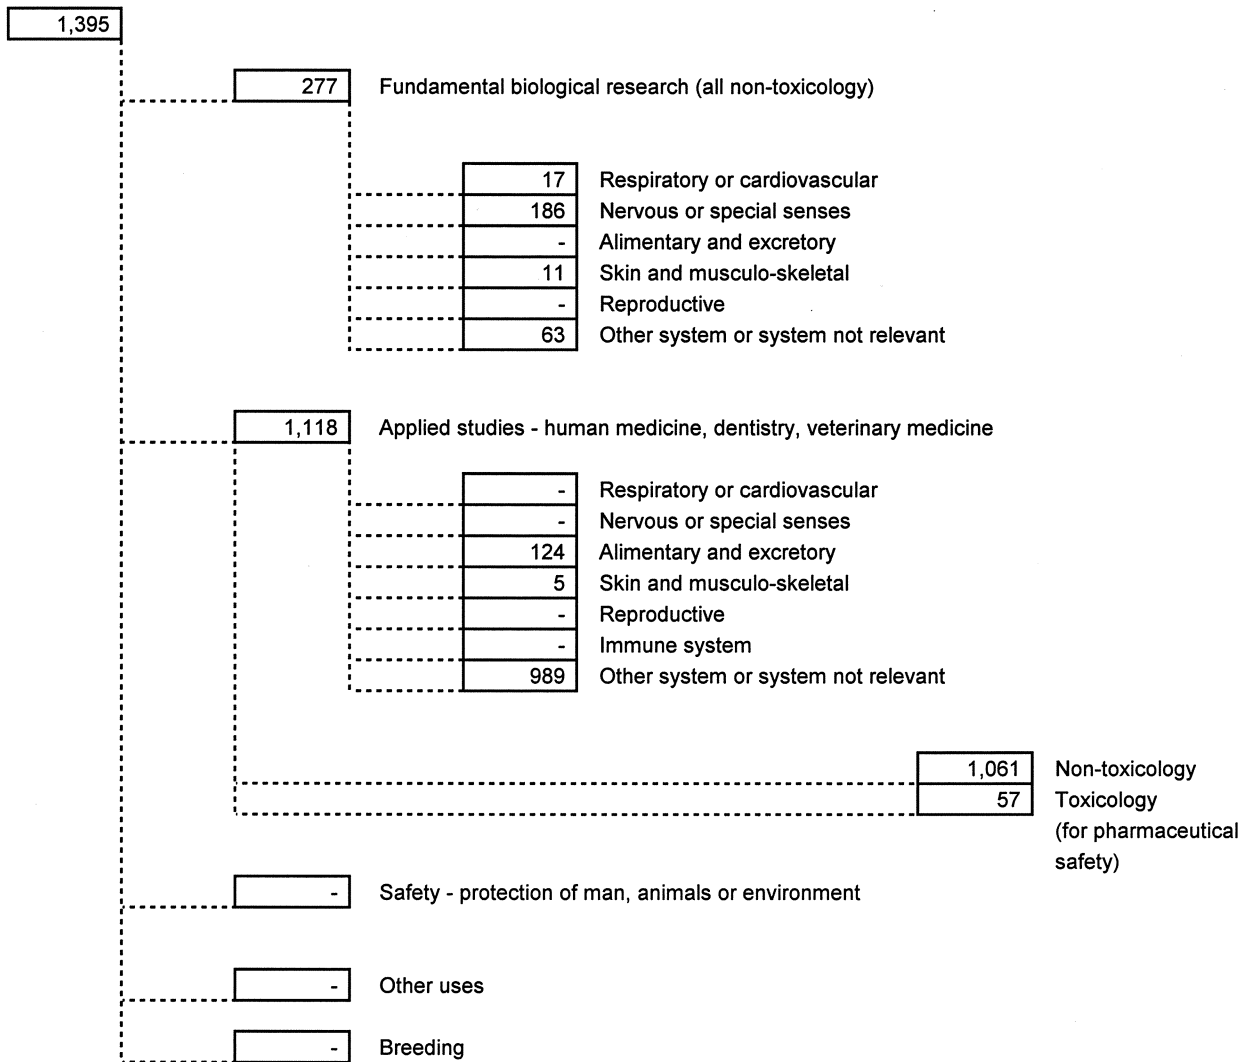 1,395
277 Fundamental biological research (all non-toxicology)
17 Respiratory or cardiovascular
186 Nervous or special senses
- Alimentary and excretory
11 Skin and musculo-skeletal
- Reproductive
63 Other system or system not relevant
1,118 Applied studies - human medicine, dentistry, veterinary medicine
- Respiratory or cardiovascular
- Nervous or special senses
124 Alimentary and excretory
5 Skin and musculo-skeletal
- Reproductive
- Immune system
989 Other system or system not relevant
1,061 Non-toxicology
57 Toxicology
(for pharmaceutical
safety)
- Safety - protection of man, animals or environment
- Other uses
- Breeding